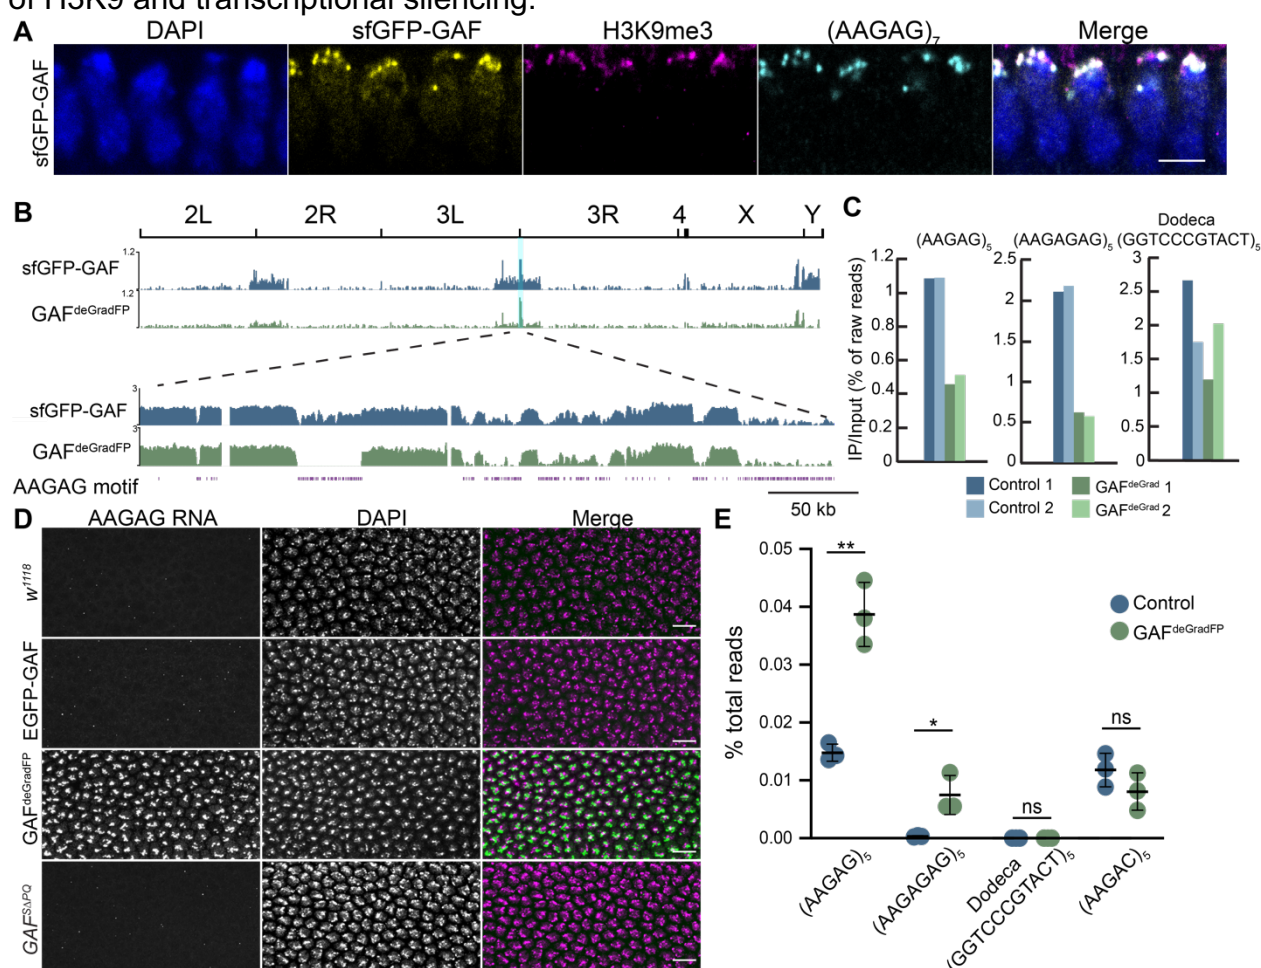 of H3K9 and transcriptional silencing.
A
DAPI sfGFP-GAF H3K9me3 (AAGAG)₇ Merge
sfGFP-GAF
B
2L 2R 3L 3R 4 X Y
1.2
sfGFP-GAF
1.2
GAFdeGradFP
3
sfGFP-GAF
3
GAFdeGradFP
AAGAG motif
50 kb
C
(AAGAG)₅ (AAGAGAG)₅ Dodeca
(GGTCCCGTACT)₅
IP/Input (% of raw reads)
1.2
1
0.8
0.6
0.4
0.2
0
2.5
2
1.5
1
0.5
0
3
2.5
2
1.5
1
0.5
0
Control 1 GAFdeGrad 1
Control 2 GAFdeGrad 2
D
AAGAG RNA DAPI Merge
w1118
EGFP-GAF
GAFdeGradFP
GAFSΔPQ
E
% total reads
0.05
0.04
0.03
0.02
0.01
0.00
**
*
ns
ns
Control
GAFdeGradFP
(AAGAG)₅
(AAGAGAG)₅
Dodeca
(GGTCCCGTACT)₅
(AAGAC)₅